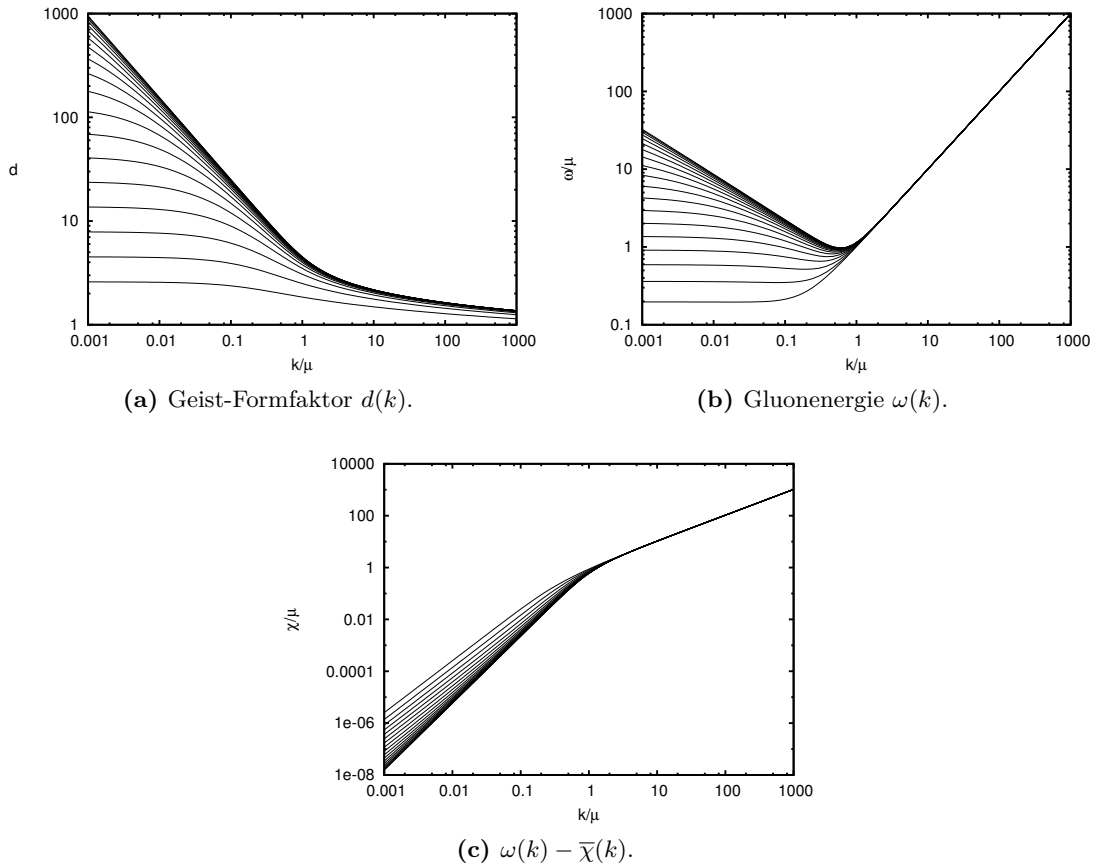 1000
100
d
10
1
0.001 0.01 0.1 1 10 100 1000
k/μ
(a) Geist-Formfaktor d(k).
1000
100
ω/μ
10
1
0.1
0.001 0.01 0.1 1 10 100 1000
k/μ
(b) Gluonenergie ω(k).
10000
100
1
χ/μ
0.01
0.0001
1e-06
1e-08
0.001 0.01 0.1 1 10 100 1000
k/μ
(c) ω(k) − χ̅(k).